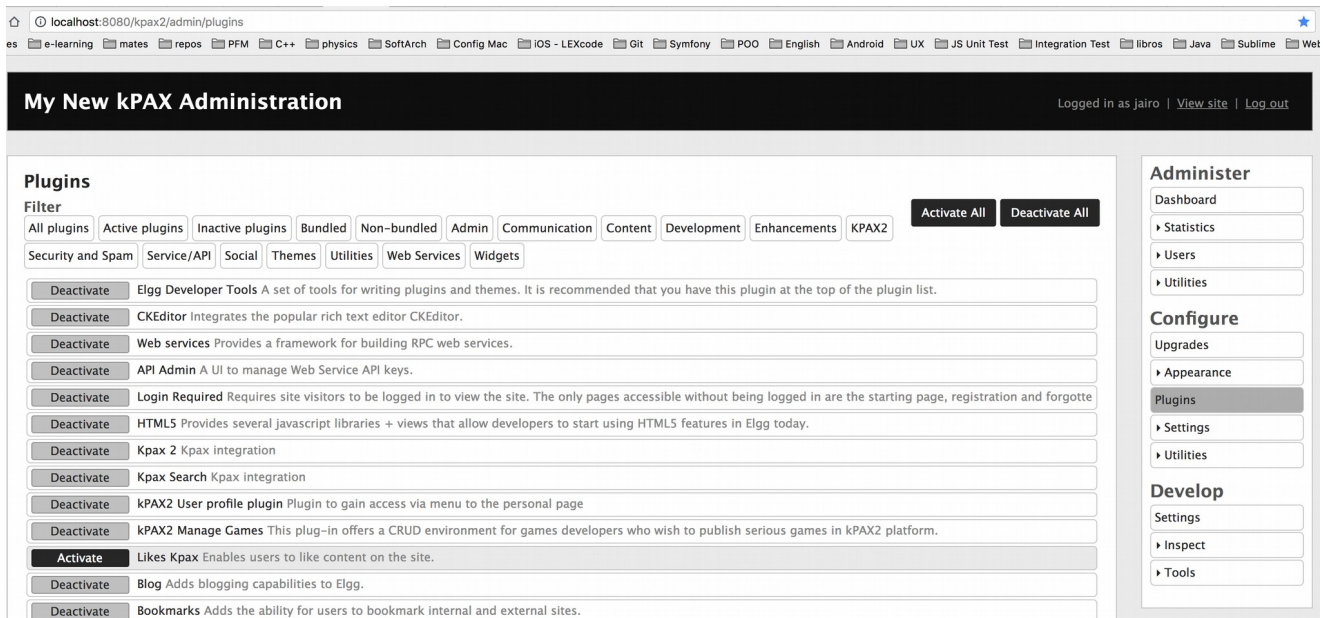 localhost:8080/kpax2/admin/plugins
es e-learning mates repos PFM C++ physics SoftArch Config Mac iOS - LEXcode Git Symfony POO English Android UX JS Unit Test Integration Test libros Java Sublime Web
My New kPAX Administration
Logged in as jairo | View site | Log out
Plugins
Filter
Activate All Deactivate All
All plugins Active plugins Inactive plugins Bundled Non-bundled Admin Communication Content Development Enhancements KPAX2
Security and Spam Service/API Social Themes Utilities Web Services Widgets
Deactivate Elgg Developer Tools A set of tools for writing plugins and themes. It is recommended that you have this plugin at the top of the plugin list.
Deactivate CKEditor Integrates the popular rich text editor CKEditor.
Deactivate Web services Provides a framework for building RPC web services.
Deactivate API Admin A UI to manage Web Service API keys.
Deactivate Login Required Requires site visitors to be logged in to view the site. The only pages accessible without being logged in are the starting page, registration and forgotte
Deactivate HTML5 Provides several javascript libraries + views that allow developers to start using HTML5 features in Elgg today.
Deactivate Kpax 2 Kpax integration
Deactivate Kpax Search Kpax integration
Deactivate kPAX2 User profile plugin Plugin to gain access via menu to the personal page
Deactivate kPAX2 Manage Games This plug-in offers a CRUD environment for games developers who wish to publish serious games in kPAX2 platform.
Activate Likes Kpax Enables users to like content on the site.
Deactivate Blog Adds blogging capabilities to Elgg.
Deactivate Bookmarks Adds the ability for users to bookmark internal and external sites.
Administer
Dashboard
Statistics
Users
Utilities
Configure
Upgrades
Appearance
Plugins
Settings
Utilities
Develop
Settings
Inspect
Tools